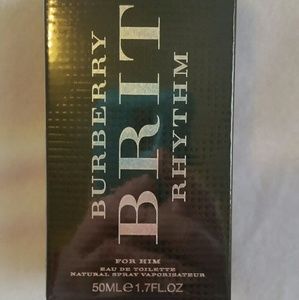 BURBERRY
BRIT
RHYTHM
FOR HIM
EAU DE TOILETTE
NATURAL SPRAY VAPORISATEUR
50ML℮1.7FL.OZ